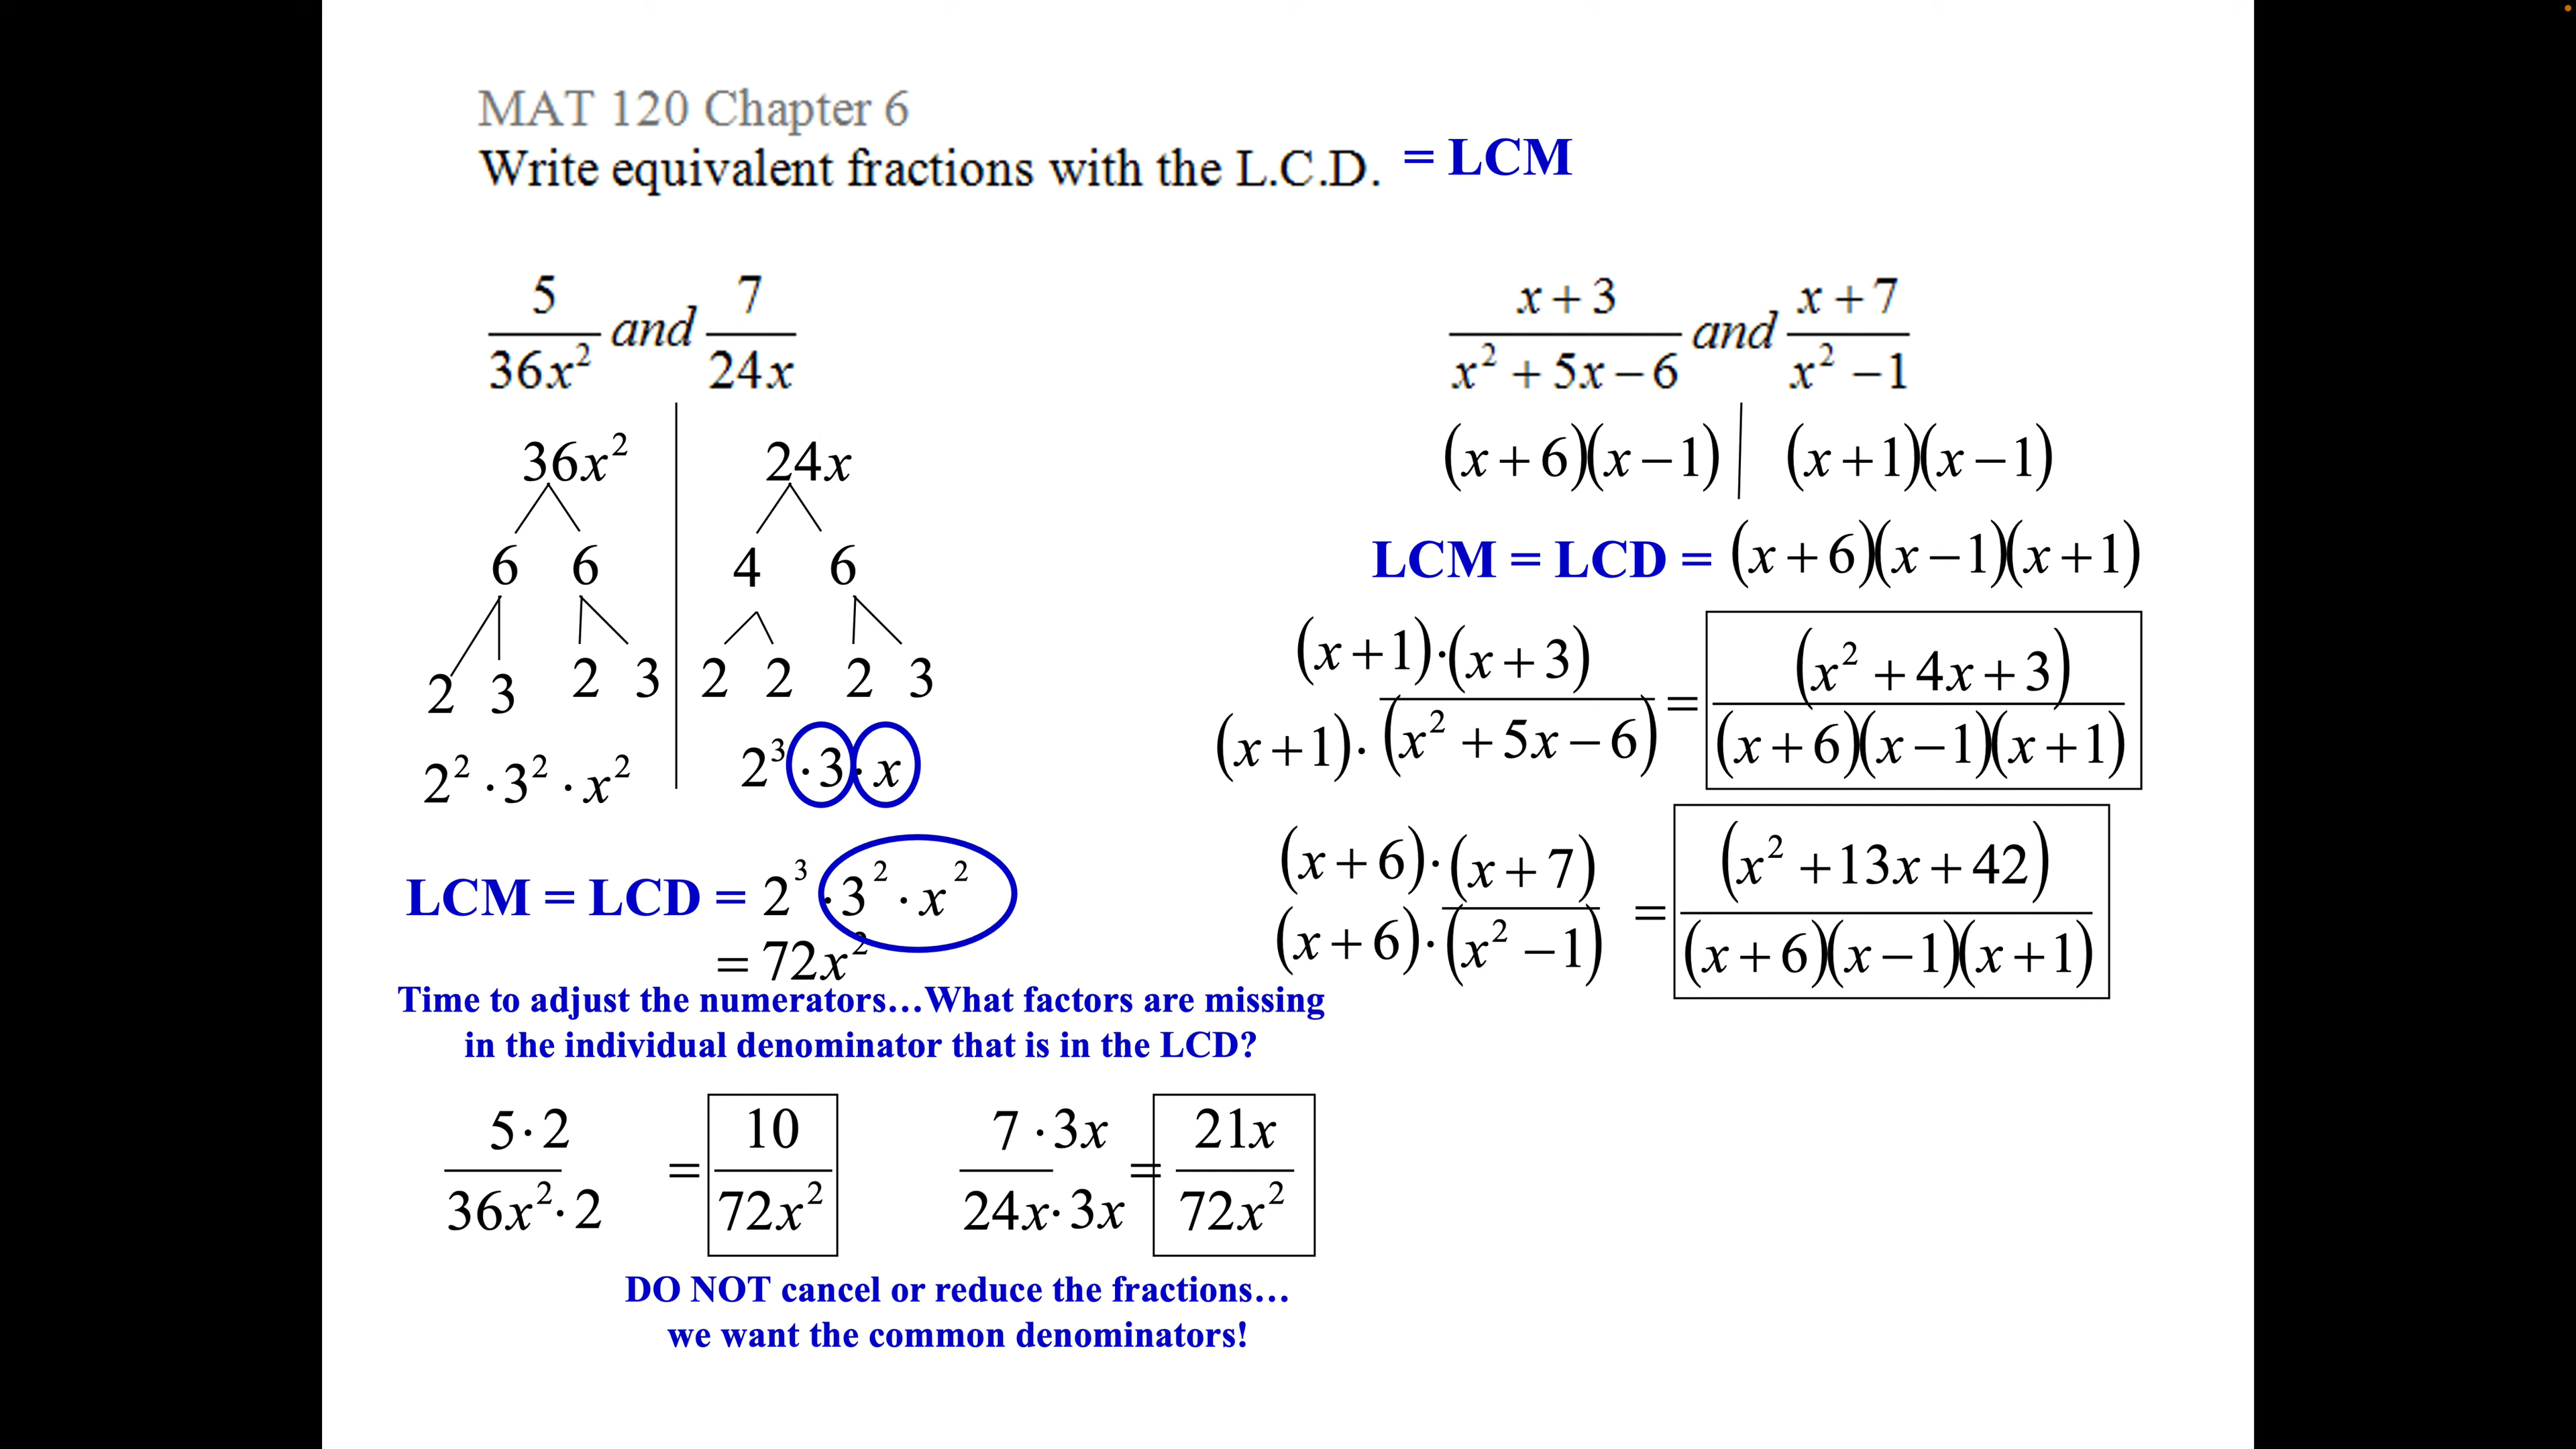 MAT 120 Chapter 6
Write equivalent fractions with the L.C.D. = LCM
5/36x² and 7/24x
36x² | 24x
6 6 | 4 6
2 3 2 3 | 2 2 2 3
2² · 3² · x² | 2³ · 3 · x
LCM = LCD = 2³ · 3² · x²
= 72x²
Time to adjust the numerators…What factors are missing
in the individual denominator that is in the LCD?
5 · 2 / 36x² · 2 = 10/72x²
7 · 3x / 24x · 3x = 21x/72x²
DO NOT cancel or reduce the fractions…
we want the common denominators!
x + 3 / x² + 5x − 6 and x + 7 / x² − 1
(x + 6)(x − 1) | (x + 1)(x − 1)
LCM = LCD = (x + 6)(x − 1)(x + 1)
(x + 1) · (x + 3) / (x + 1) · (x² + 5x − 6) = (x² + 4x + 3) / (x + 6)(x − 1)(x + 1)
(x + 6) · (x + 7) / (x + 6) · (x² − 1) = (x² + 13x + 42) / (x + 6)(x − 1)(x + 1)